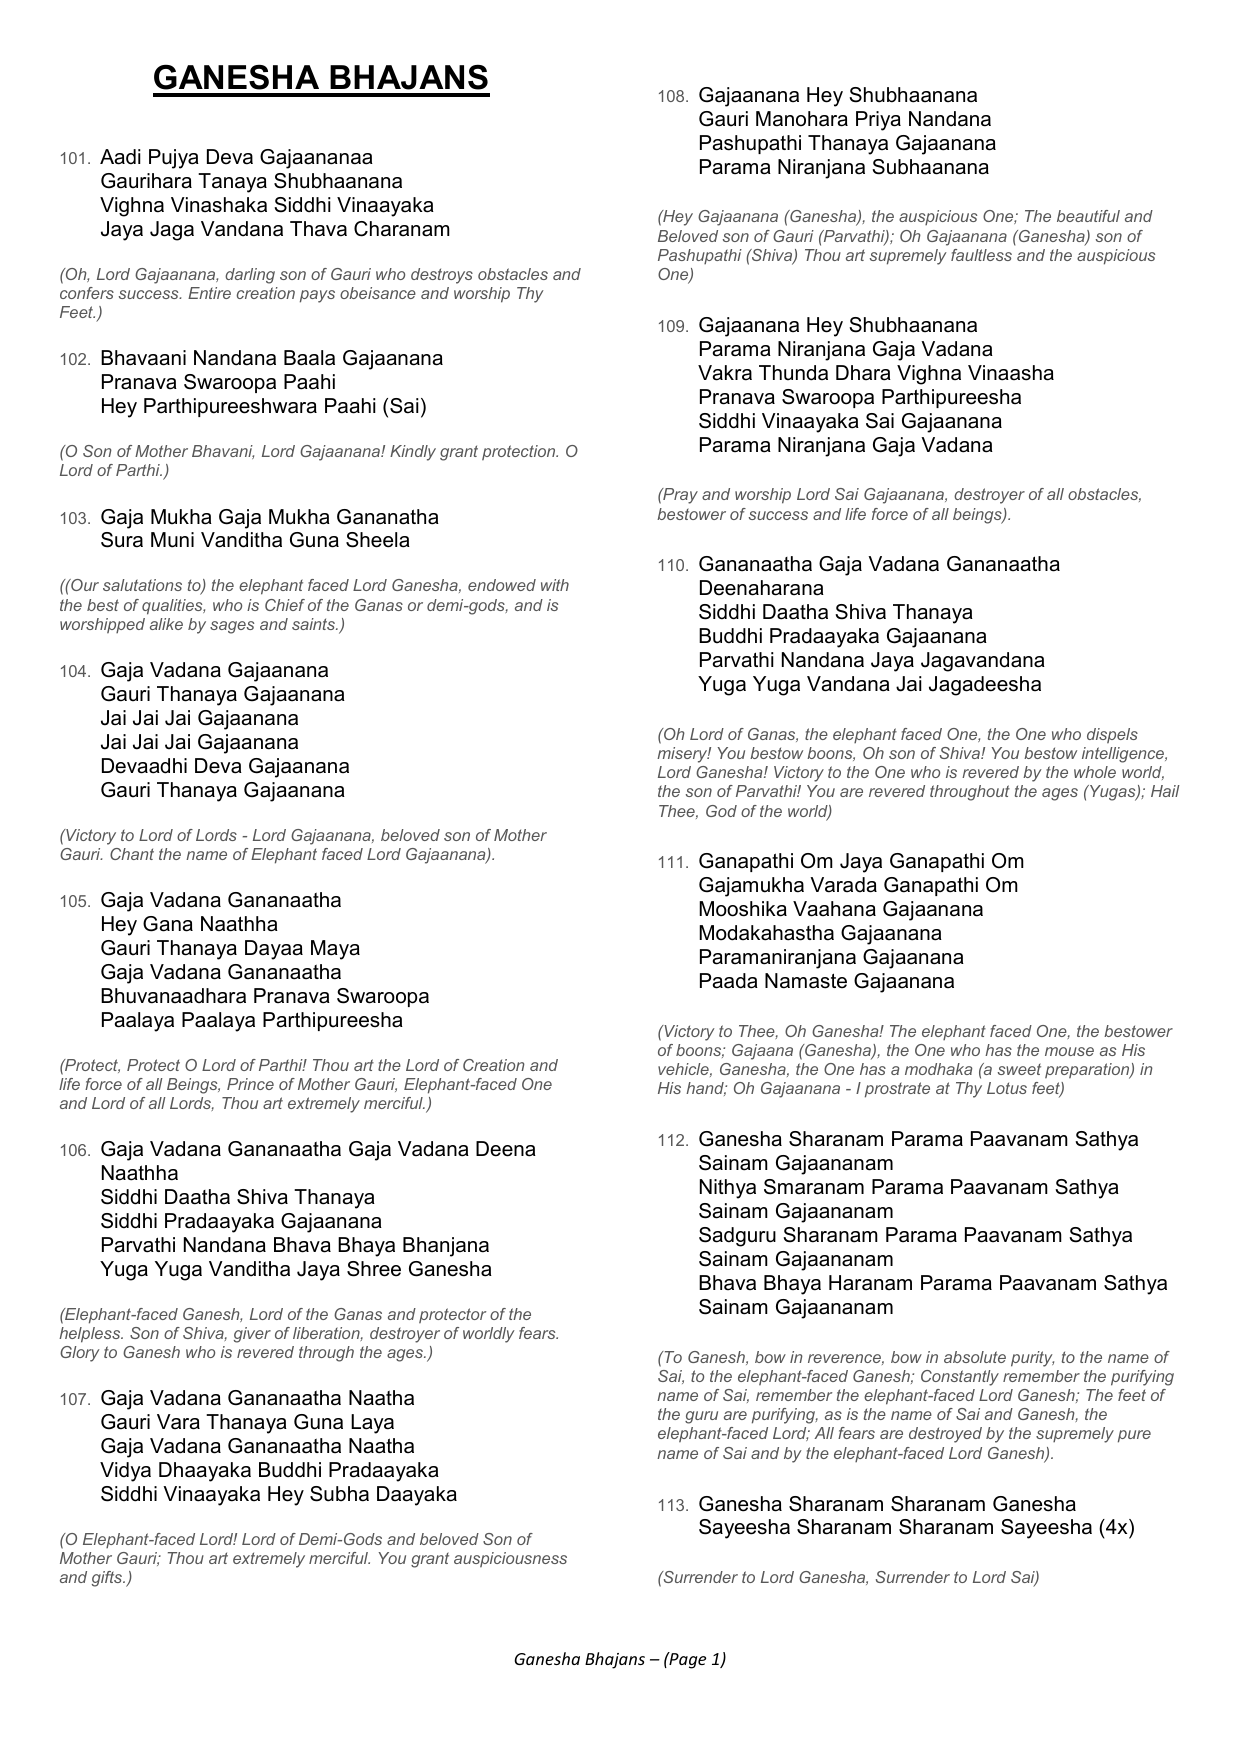 GANESHA BHAJANS
101. Aadi Pujya Deva Gajaananaa
Gaurihara Tanaya Shubhaanana
Vighna Vinashaka Siddhi Vinaayaka
Jaya Jaga Vandana Thava Charanam
(Oh, Lord Gajaanana, darling son of Gauri who destroys obstacles and
confers success. Entire creation pays obeisance and worship Thy
Feet.)
102. Bhavaani Nandana Baala Gajaanana
Pranava Swaroopa Paahi
Hey Parthipureeshwara Paahi (Sai)
(O Son of Mother Bhavani, Lord Gajaanana! Kindly grant protection. O
Lord of Parthi.)
103. Gaja Mukha Gaja Mukha Gananatha
Sura Muni Vanditha Guna Sheela
((Our salutations to) the elephant faced Lord Ganesha, endowed with
the best of qualities, who is Chief of the Ganas or demi-gods, and is
worshipped alike by sages and saints.)
104. Gaja Vadana Gajaanana
Gauri Thanaya Gajaanana
Jai Jai Jai Gajaanana
Jai Jai Jai Gajaanana
Devaadhi Deva Gajaanana
Gauri Thanaya Gajaanana
(Victory to Lord of Lords - Lord Gajaanana, beloved son of Mother
Gauri. Chant the name of Elephant faced Lord Gajaanana).
105. Gaja Vadana Gananaatha
Hey Gana Naathha
Gauri Thanaya Dayaa Maya
Gaja Vadana Gananaatha
Bhuvanaadhara Pranava Swaroopa
Paalaya Paalaya Parthipureesha
(Protect, Protect O Lord of Parthi! Thou art the Lord of Creation and
life force of all Beings, Prince of Mother Gauri, Elephant-faced One
and Lord of all Lords, Thou art extremely merciful.)
106. Gaja Vadana Gananaatha Gaja Vadana Deena
Naathha
Siddhi Daatha Shiva Thanaya
Siddhi Pradaayaka Gajaanana
Parvathi Nandana Bhava Bhaya Bhanjana
Yuga Yuga Vanditha Jaya Shree Ganesha
(Elephant-faced Ganesh, Lord of the Ganas and protector of the
helpless. Son of Shiva, giver of liberation, destroyer of worldly fears.
Glory to Ganesh who is revered through the ages.)
107. Gaja Vadana Gananaatha Naatha
Gauri Vara Thanaya Guna Laya
Gaja Vadana Gananaatha Naatha
Vidya Dhaayaka Buddhi Pradaayaka
Siddhi Vinaayaka Hey Subha Daayaka
(O Elephant-faced Lord! Lord of Demi-Gods and beloved Son of
Mother Gauri; Thou art extremely merciful. You grant auspiciousness
and gifts.)
108. Gajaanana Hey Shubhaanana
Gauri Manohara Priya Nandana
Pashupathi Thanaya Gajaanana
Parama Niranjana Subhaanana
(Hey Gajaanana (Ganesha), the auspicious One; The beautiful and
Beloved son of Gauri (Parvathi); Oh Gajaanana (Ganesha) son of
Pashupathi (Shiva) Thou art supremely faultless and the auspicious
One)
109. Gajaanana Hey Shubhaanana
Parama Niranjana Gaja Vadana
Vakra Thunda Dhara Vighna Vinaasha
Pranava Swaroopa Parthipureesha
Siddhi Vinaayaka Sai Gajaanana
Parama Niranjana Gaja Vadana
(Pray and worship Lord Sai Gajaanana, destroyer of all obstacles,
bestower of success and life force of all beings).
110. Gananaatha Gaja Vadana Gananaatha
Deenaharana
Siddhi Daatha Shiva Thanaya
Buddhi Pradaayaka Gajaanana
Parvathi Nandana Jaya Jagavandana
Yuga Yuga Vandana Jai Jagadeesha
(Oh Lord of Ganas, the elephant faced One, the One who dispels
misery! You bestow boons, Oh son of Shiva! You bestow intelligence,
Lord Ganesha! Victory to the One who is revered by the whole world,
the son of Parvathi! You are revered throughout the ages (Yugas); Hail
Thee, God of the world)
111. Ganapathi Om Jaya Ganapathi Om
Gajamukha Varada Ganapathi Om
Mooshika Vaahana Gajaanana
Modakahastha Gajaanana
Paramaniranjana Gajaanana
Paada Namaste Gajaanana
(Victory to Thee, Oh Ganesha! The elephant faced One, the bestower
of boons; Gajaana (Ganesha), the One who has the mouse as His
vehicle, Ganesha, the One has a modhaka (a sweet preparation) in
His hand; Oh Gajaanana - I prostrate at Thy Lotus feet)
112. Ganesha Sharanam Parama Paavanam Sathya
Sainam Gajaananam
Nithya Smaranam Parama Paavanam Sathya
Sainam Gajaananam
Sadguru Sharanam Parama Paavanam Sathya
Sainam Gajaananam
Bhava Bhaya Haranam Parama Paavanam Sathya
Sainam Gajaananam
(To Ganesh, bow in reverence, bow in absolute purity, to the name of
Sai, to the elephant-faced Ganesh; Constantly remember the purifying
name of Sai, remember the elephant-faced Lord Ganesh; The feet of
the guru are purifying, as is the name of Sai and Ganesh, the
elephant-faced Lord; All fears are destroyed by the supremely pure
name of Sai and by the elephant-faced Lord Ganesh).
113. Ganesha Sharanam Sharanam Ganesha
Sayeesha Sharanam Sharanam Sayeesha (4x)
(Surrender to Lord Ganesha, Surrender to Lord Sai)
Ganesha Bhajans – (Page 1)